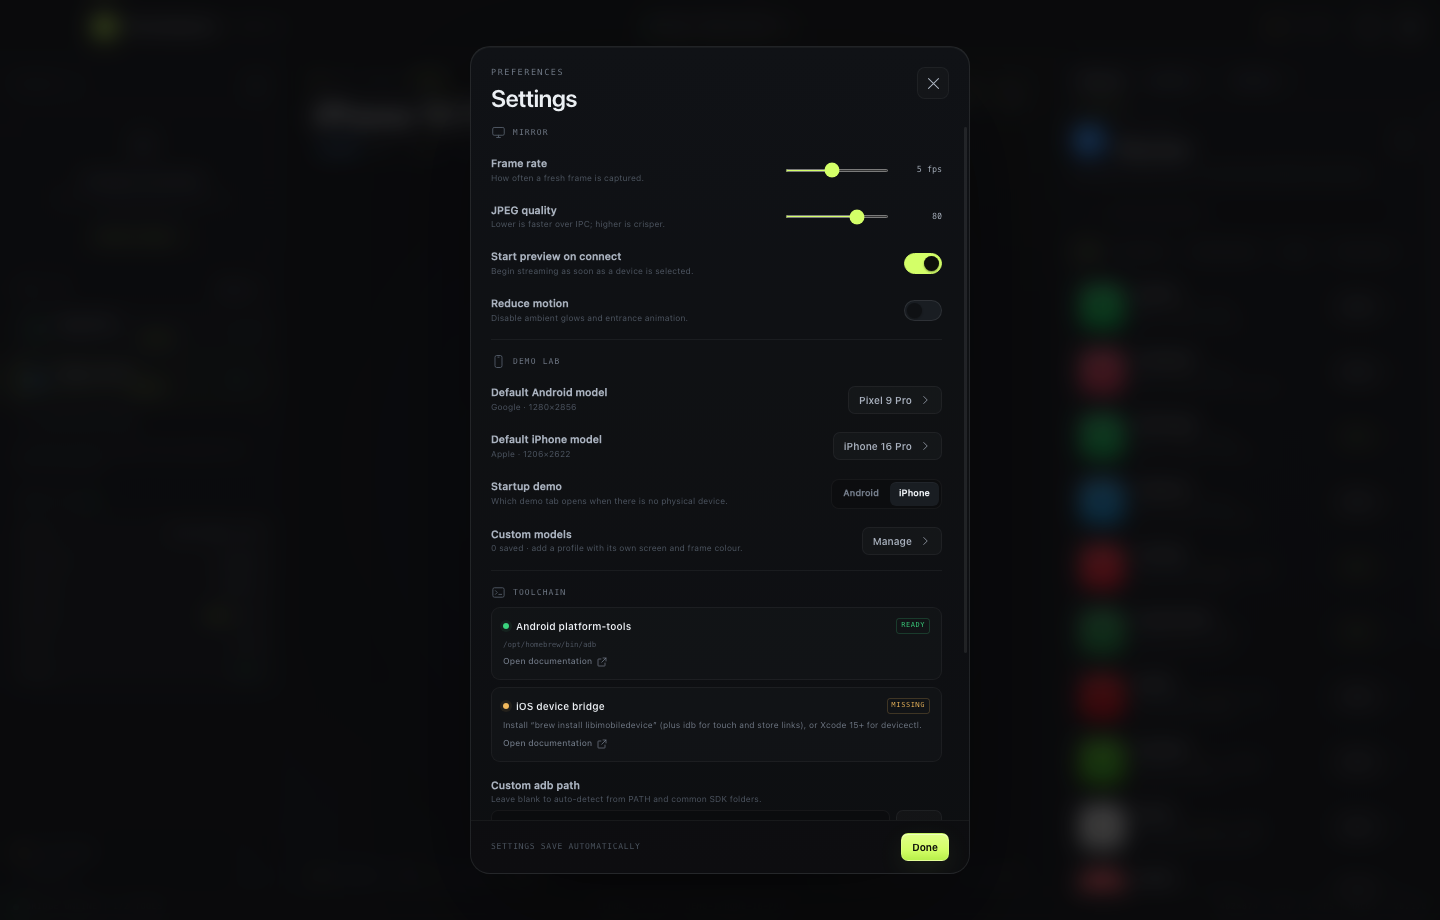 PREFERENCES
Settings
MIRROR
Frame rate
How often a fresh frame is captured.
5 fps
JPEG quality
Lower is faster over IPC; higher is crisper.
80
Start preview on connect
Begin streaming as soon as a device is selected.
Reduce motion
Disable ambient glows and entrance animation.
DEMO LAB
Default Android model
Google · 1280×2856
Pixel 9 Pro
Default iPhone model
Apple · 1206×2622
iPhone 16 Pro
Startup demo
Which demo tab opens when there is no physical device.
Android iPhone
Custom models
0 saved · add a profile with its own screen and frame colour.
Manage
TOOLCHAIN
Android platform-tools
READY
/opt/homebrew/bin/adb
Open documentation
iOS device bridge
MISSING
Install "brew install libimobiledevice" (plus idb for touch and store links), or Xcode 15+ for devicectl.
Open documentation
Custom adb path
Leave blank to auto-detect from PATH and common SDK folders.
SETTINGS SAVE AUTOMATICALLY
Done